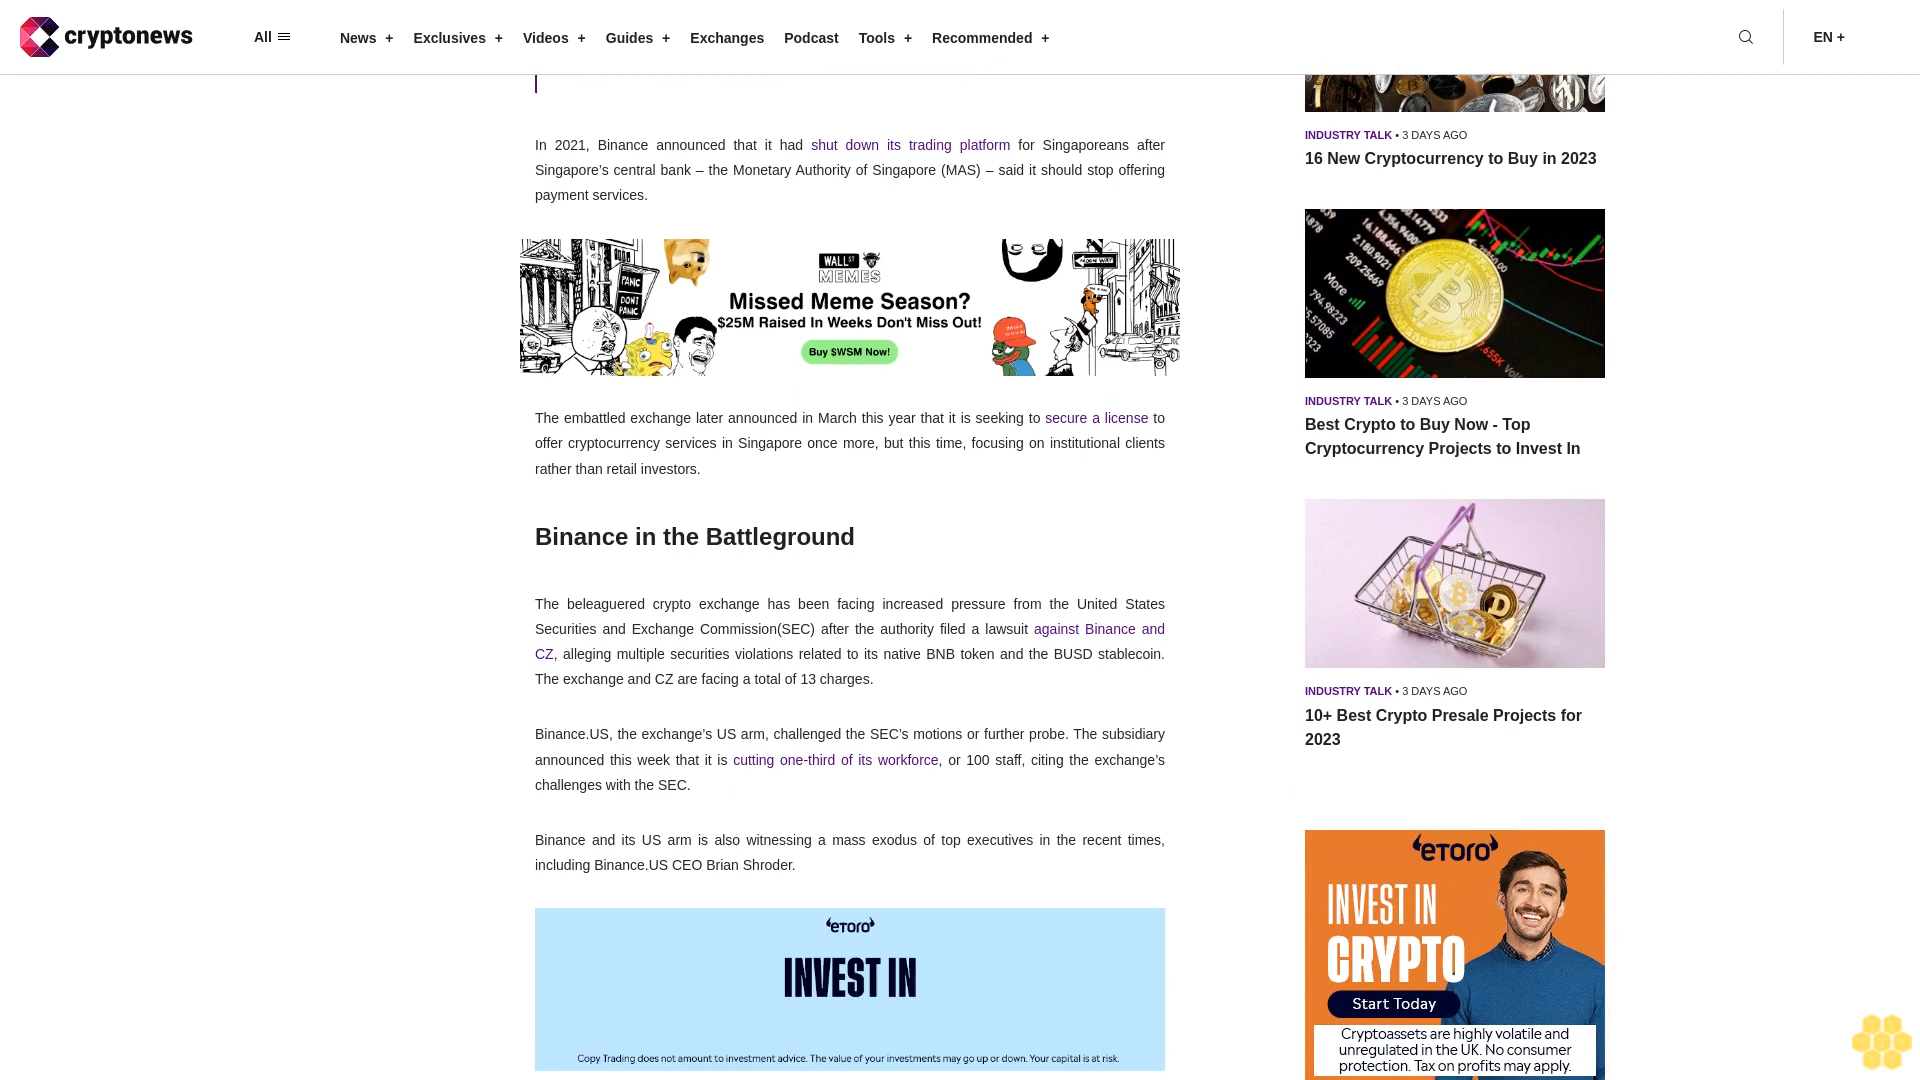 cryptonews
All
News +
Exclusives +
Videos +
Guides +
Exchanges
Podcast
Tools +
Recommended +
EN +
In 2021, Binance announced that it had shut down its trading platform for Singaporeans after
Singapore’s central bank – the Monetary Authority of Singapore (MAS) – said it should stop offering
payment services.
PANIC
DONT
PANIC
WALL ST
MEMES
Missed Meme Season?
$25M Raised In Weeks Don't Miss Out!
Buy $WSM Now!
The embattled exchange later announced in March this year that it is seeking to secure a license to
offer cryptocurrency services in Singapore once more, but this time, focusing on institutional clients
rather than retail investors.
Binance in the Battleground
The beleaguered crypto exchange has been facing increased pressure from the United States
Securities and Exchange Commission(SEC) after the authority filed a lawsuit against Binance and
CZ, alleging multiple securities violations related to its native BNB token and the BUSD stablecoin.
The exchange and CZ are facing a total of 13 charges.
Binance.US, the exchange’s US arm, challenged the SEC’s motions or further probe. The subsidiary
announced this week that it is cutting one-third of its workforce, or 100 staff, citing the exchange’s
challenges with the SEC.
Binance and its US arm is also witnessing a mass exodus of top executives in the recent times,
including Binance.US CEO Brian Shroder.
eTORO
INVEST IN
Copy Trading does not amount to investment advice. The value of your investments may go up or down. Your capital is at risk.
INDUSTRY TALK • 3 DAYS AGO
16 New Cryptocurrency to Buy in 2023
INDUSTRY TALK • 3 DAYS AGO
Best Crypto to Buy Now - Top
Cryptocurrency Projects to Invest In
INDUSTRY TALK • 3 DAYS AGO
10+ Best Crypto Presale Projects for
2023
eTORO
INVEST IN
CRYPTO
Start Today
Cryptoassets are highly volatile and
unregulated in the UK. No consumer
protection. Tax on profits may apply.